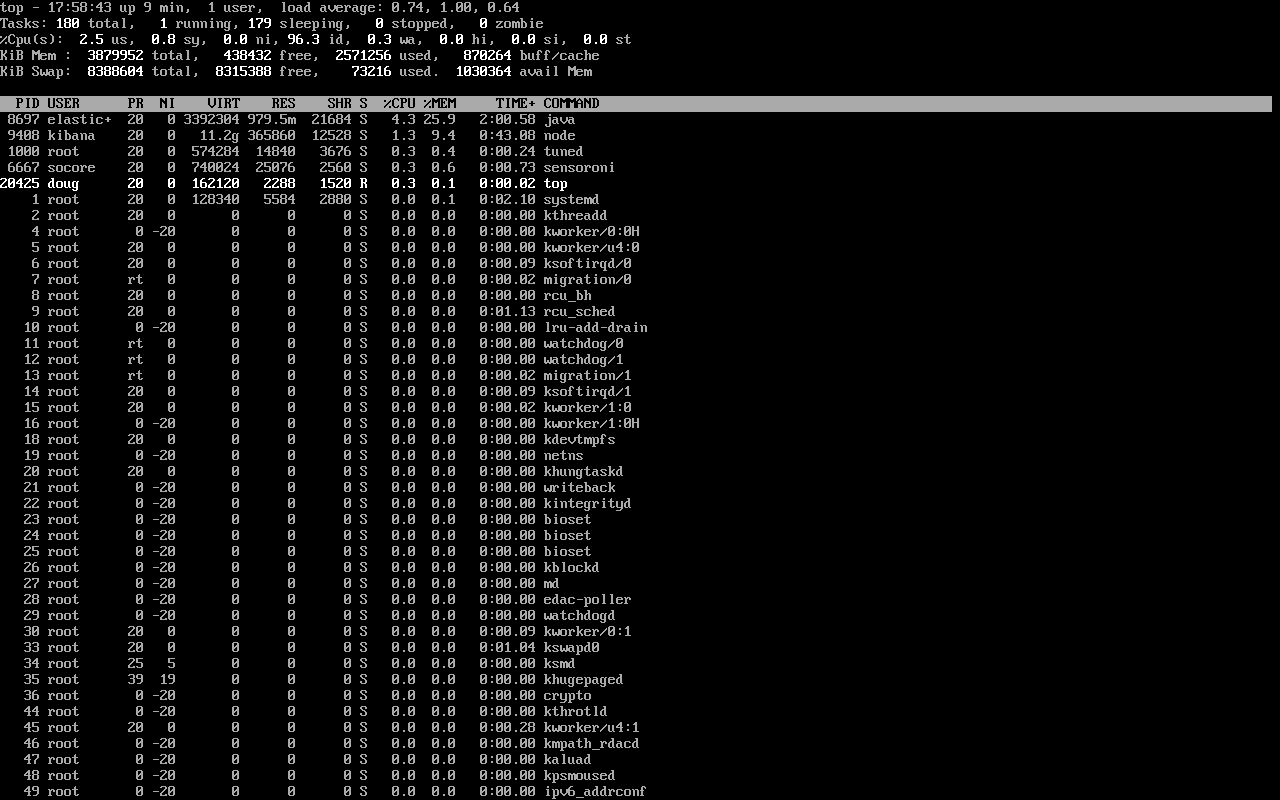 top - 17:58:43 up 9 min,  1 user,  load average: 0.74, 1.00, 0.64
Tasks: 180 total,   1 running, 179 sleeping,   0 stopped,   0 zombie
%Cpu(s):  2.5 us,  0.8 sy,  0.0 ni, 96.3 id,  0.3 wa,  0.0 hi,  0.0 si,  0.0 st
KiB Mem :  3879952 total,   438432 free,  2571256 used,   870264 buff/cache
KiB Swap:  8388604 total,  8315388 free,    73216 used.  1030364 avail Mem
  PID USER      PR  NI    VIRT    RES    SHR S  %CPU %MEM     TIME+ COMMAND
 8697 elastic+  20   0 3392304 979.5m  21684 S   4.3 25.9   2:00.58 java
 9408 kibana    20   0   11.2g 365860  12528 S   1.3  9.4   0:43.08 node
 1000 root      20   0  574284  14840   3676 S   0.3  0.4   0:00.24 tuned
 6667 socore    20   0  740024  25076   2560 S   0.3  0.6   0:00.73 sensoroni
20425 doug      20   0  162120   2288   1520 R   0.3  0.1   0:00.02 top
    1 root      20   0  128340   5584   2880 S   0.0  0.1   0:02.10 systemd
    2 root      20   0       0      0      0 S   0.0  0.0   0:00.00 kthreadd
    4 root       0 -20       0      0      0 S   0.0  0.0   0:00.00 kworker/0:0H
    5 root      20   0       0      0      0 S   0.0  0.0   0:00.00 kworker/u4:0
    6 root      20   0       0      0      0 S   0.0  0.0   0:00.09 ksoftirqd/0
    7 root      rt   0       0      0      0 S   0.0  0.0   0:00.02 migration/0
    8 root      20   0       0      0      0 S   0.0  0.0   0:00.00 rcu_bh
    9 root      20   0       0      0      0 S   0.0  0.0   0:01.13 rcu_sched
   10 root       0 -20       0      0      0 S   0.0  0.0   0:00.00 lru-add-drain
   11 root      rt   0       0      0      0 S   0.0  0.0   0:00.00 watchdog/0
   12 root      rt   0       0      0      0 S   0.0  0.0   0:00.00 watchdog/1
   13 root      rt   0       0      0      0 S   0.0  0.0   0:00.02 migration/1
   14 root      20   0       0      0      0 S   0.0  0.0   0:00.09 ksoftirqd/1
   15 root      20   0       0      0      0 S   0.0  0.0   0:00.02 kworker/1:0
   16 root       0 -20       0      0      0 S   0.0  0.0   0:00.00 kworker/1:0H
   18 root      20   0       0      0      0 S   0.0  0.0   0:00.00 kdevtmpfs
   19 root       0 -20       0      0      0 S   0.0  0.0   0:00.00 netns
   20 root      20   0       0      0      0 S   0.0  0.0   0:00.00 khungtaskd
   21 root       0 -20       0      0      0 S   0.0  0.0   0:00.00 writeback
   22 root       0 -20       0      0      0 S   0.0  0.0   0:00.00 kintegrityd
   23 root       0 -20       0      0      0 S   0.0  0.0   0:00.00 bioset
   24 root       0 -20       0      0      0 S   0.0  0.0   0:00.00 bioset
   25 root       0 -20       0      0      0 S   0.0  0.0   0:00.00 bioset
   26 root       0 -20       0      0      0 S   0.0  0.0   0:00.00 kblockd
   27 root       0 -20       0      0      0 S   0.0  0.0   0:00.00 md
   28 root       0 -20       0      0      0 S   0.0  0.0   0:00.00 edac-poller
   29 root       0 -20       0      0      0 S   0.0  0.0   0:00.00 watchdogd
   30 root      20   0       0      0      0 S   0.0  0.0   0:00.09 kworker/0:1
   33 root      20   0       0      0      0 S   0.0  0.0   0:01.04 kswapd0
   34 root      25   5       0      0      0 S   0.0  0.0   0:00.00 ksmd
   35 root      39  19       0      0      0 S   0.0  0.0   0:00.00 khugepaged
   36 root       0 -20       0      0      0 S   0.0  0.0   0:00.00 crypto
   44 root       0 -20       0      0      0 S   0.0  0.0   0:00.00 kthrotld
   45 root      20   0       0      0      0 S   0.0  0.0   0:00.28 kworker/u4:1
   46 root       0 -20       0      0      0 S   0.0  0.0   0:00.00 kmpath_rdacd
   47 root       0 -20       0      0      0 S   0.0  0.0   0:00.00 kaluad
   48 root       0 -20       0      0      0 S   0.0  0.0   0:00.00 kpsmoused
   49 root       0 -20       0      0      0 S   0.0  0.0   0:00.00 ipv6_addrconf